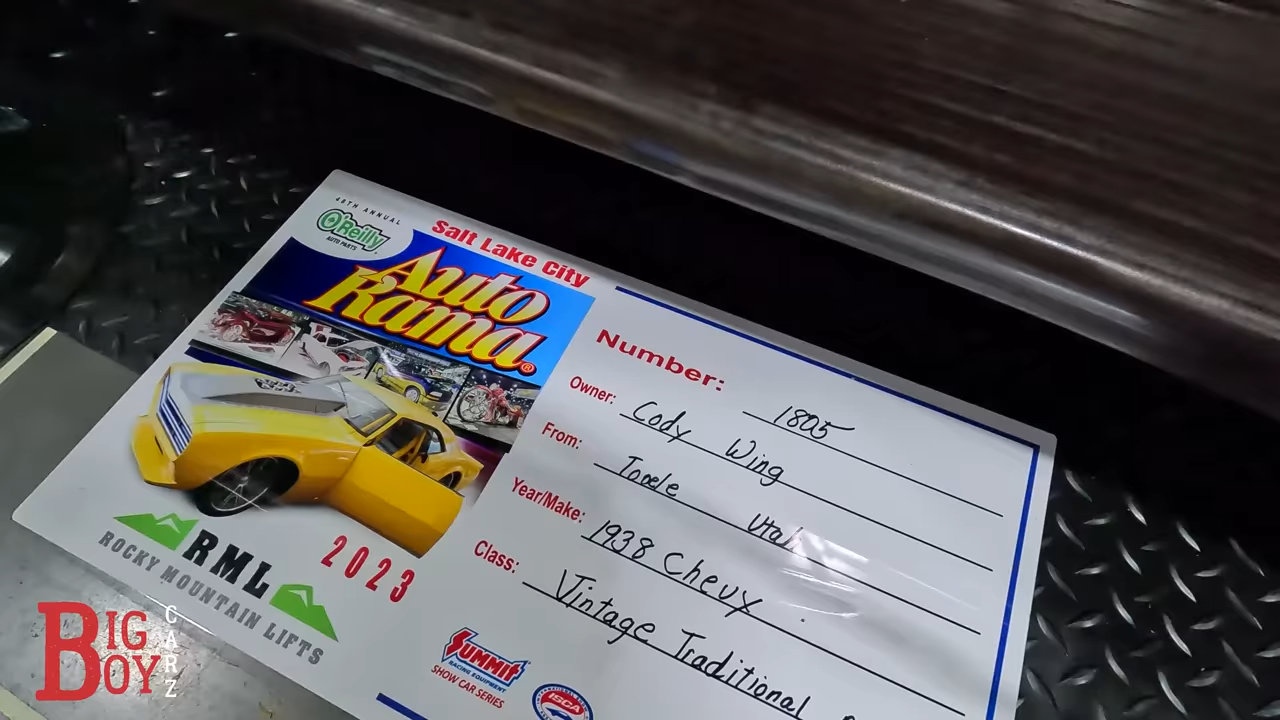 48TH ANNUAL
O'Reilly
AUTO PARTS
Salt Lake City
Auto
Rama®
RML
ROCKY MOUNTAIN LIFTS
2023
Summit
RACING EQUIPMENT
SHOW CAR SERIES
ISCA
Number: 1805
Owner: Cody Wing
From: Tooele Utah
Year/Make: 1938 Chevy
Class: Vintage Traditional
BIG
BOY
CARZ